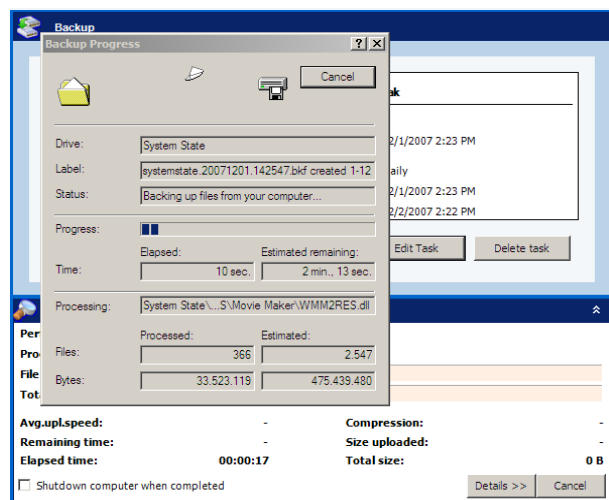 Backup
Backup Progress
Cancel
ak
Drive: System State
2/1/2007 2:23 PM
Label: systemstate.20071201.142547.bkf created 1-12
aily
Status: Backing up files from your computer...
2/1/2007 2:23 PM
2/2/2007 2:22 PM
Progress:
Elapsed: Estimated remaining:
Edit Task Delete task
Time: 10 sec. 2 min., 13 sec.
Processing: System State\...S\Movie Maker\WMM2RES.dll
Per
Processed: Estimated:
Pro
Files: 366 2.547
File
Bytes: 33.523.119 475.439.480
Tot
Avg.upl.speed: - Compression: -
Remaining time: - Size uploaded: -
Elapsed time: 00:00:17 Total size: 0 B
Shutdown computer when completed Details >> Cancel